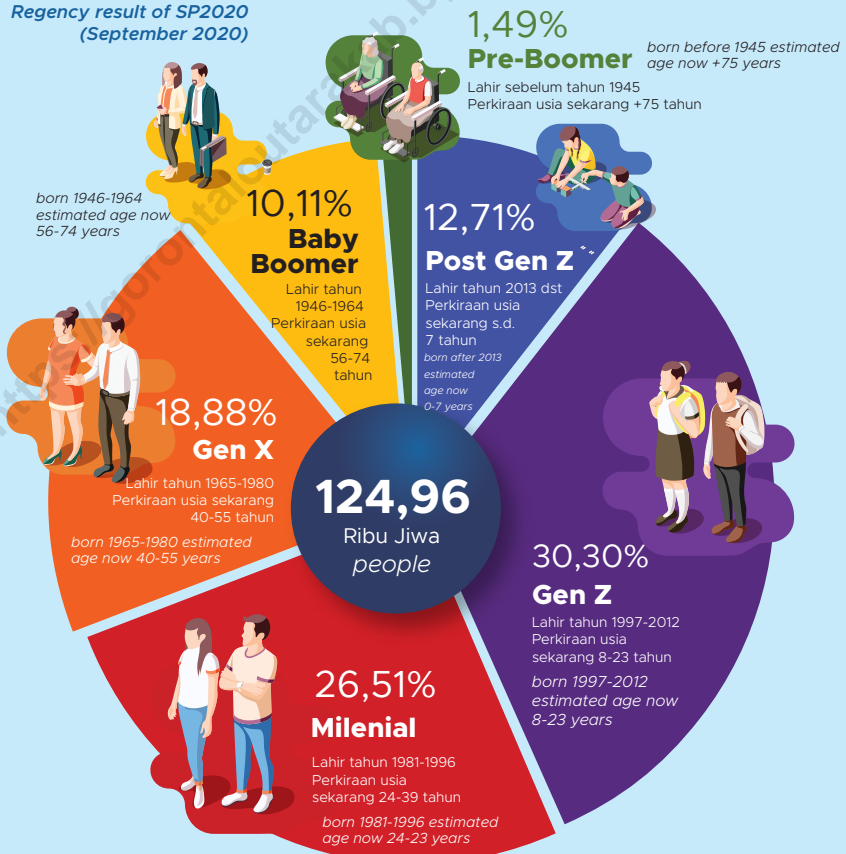 Regency result of SP2020
(September 2020)
1,49%
Pre-Boomer
born before 1945 estimated
age now +75 years
Lahir sebelum tahun 1945
Perkiraan usia sekarang +75 tahun
born 1946-1964
estimated age now
56-74 years
10,11%
Baby
Boomer
Lahir tahun
1946-1964
Perkiraan usia
sekarang
56-74
tahun
12,71%
Post Gen Z
Lahir tahun 2013 dst
Perkiraan usia
sekarang s.d.
7 tahun
born after 2013
estimated
age now
0-7 years
18,88%
Gen X
Lahir tahun 1965-1980
Perkiraan usia sekarang
40-55 tahun
born 1965-1980 estimated
age now 40-55 years
124,96
Ribu Jiwa
people
30,30%
Gen Z
Lahir tahun 1997-2012
Perkiraan usia
sekarang 8-23 tahun
born 1997-2012
estimated age now
8-23 years
26,51%
Milenial
Lahir tahun 1981-1996
Perkiraan usia
sekarang 24-39 tahun
born 1981-1996 estimated
age now 24-23 years